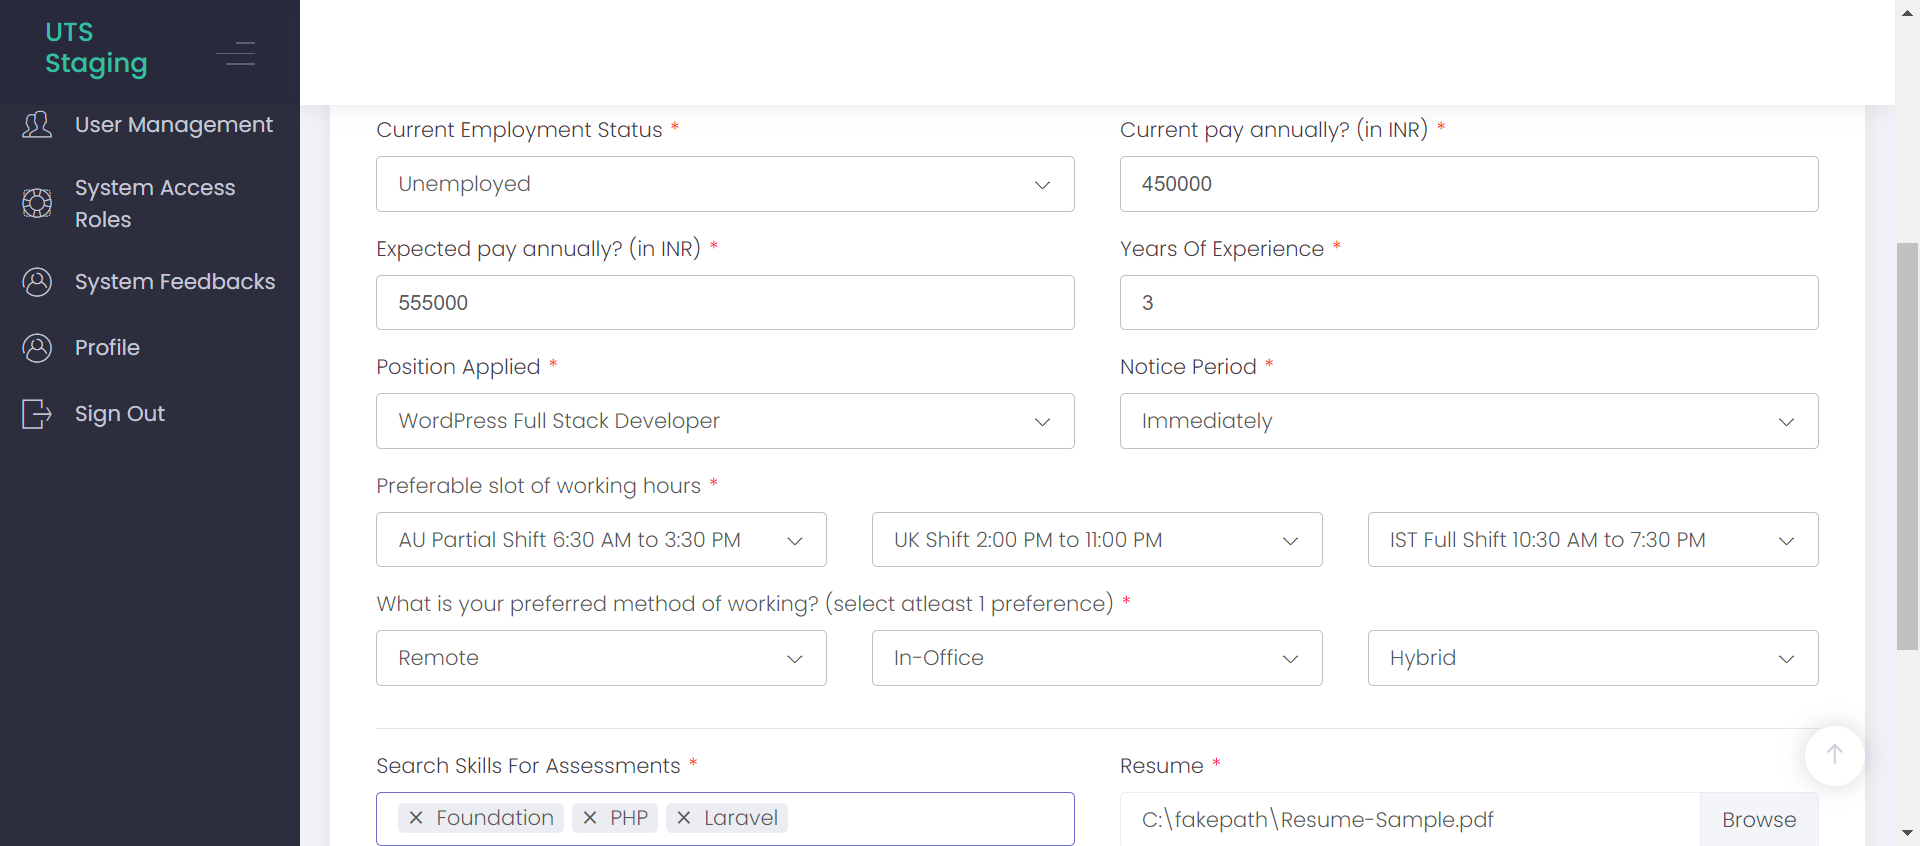 UTS
Staging
User Management
System Access
Roles
System Feedbacks
Profile
Sign Out
Current Employment Status *
Unemployed
Current pay annually? (in INR) *
450000
Expected pay annually? (in INR) *
555000
Years Of Experience *
3
Position Applied *
WordPress Full Stack Developer
Notice Period *
Immediately
Preferable slot of working hours *
AU Partial Shift 6:30 AM to 3:30 PM
UK Shift 2:00 PM to 11:00 PM
IST Full Shift 10:30 AM to 7:30 PM
What is your preferred method of working? (select atleast 1 preference) *
Remote
In-Office
Hybrid
Search Skills For Assessments *
× Foundation × PHP × Laravel
Resume *
C:\fakepath\Resume-Sample.pdf
Browse